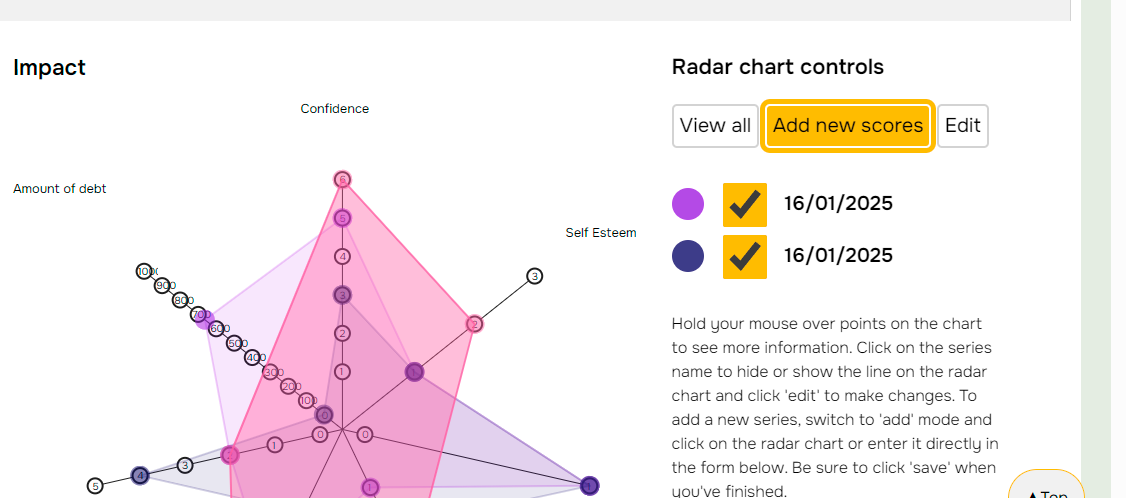 Impact
Confidence
Amount of debt
Self Esteem
6
5
4
3
2
1
0
3
2
0
900
800
700
600
500
400
300
200
100
0
1
3
4
5
1
Radar chart controls
View all
Add new scores
Edit
16/01/2025
16/01/2025
Hold your mouse over points on the chart
to see more information. Click on the series
name to hide or show the line on the radar
chart and click 'edit' to make changes. To
add a new series, switch to 'add' mode and
click on the radar chart or enter it directly in
the form below. Be sure to click 'save' when
you've finished.
▲Top